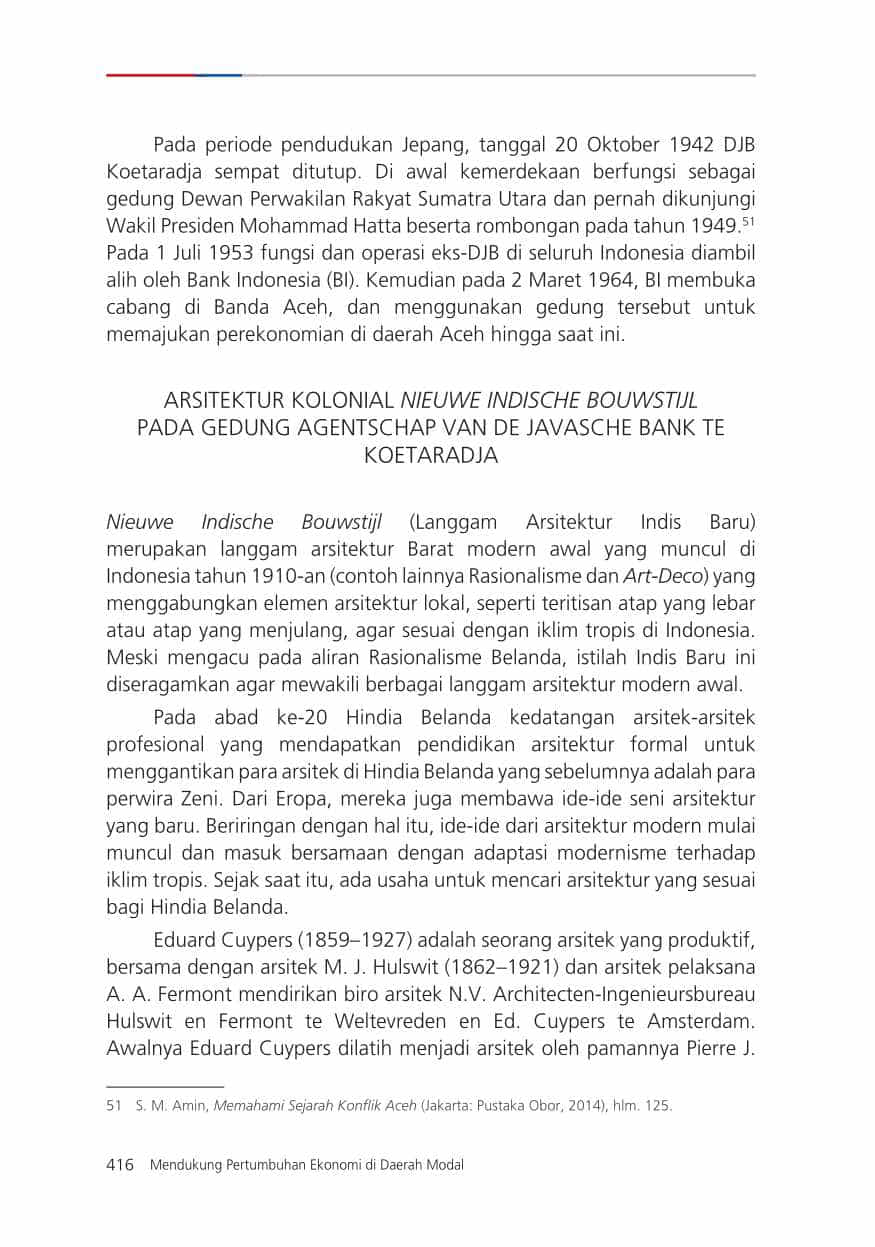 Pada periode pendudukan Jepang, tanggal 20 Oktober 1942 DJB
Koetaradja sempat ditutup. Di awal kemerdekaan berfungsi sebagai
gedung Dewan Perwakilan Rakyat Sumatra Utara dan pernah dikunjungi
Wakil Presiden Mohammad Hatta beserta rombongan pada tahun 1949.51
Pada 1 Juli 1953 fungsi dan operasi eks-DJB di seluruh Indonesia diambil
alih oleh Bank Indonesia (BI). Kemudian pada 2 Maret 1964, BI membuka
cabang di Banda Aceh, dan menggunakan gedung tersebut untuk
memajukan perekonomian di daerah Aceh hingga saat ini.
ARSITEKTUR KOLONIAL NIEUWE INDISCHE BOUWSTIJL
PADA GEDUNG AGENTSCHAP VAN DE JAVASCHE BANK TE
KOETARADJA
Nieuwe Indische Bouwstijl (Langgam Arsitektur Indis Baru)
merupakan langgam arsitektur Barat modern awal yang muncul di
Indonesia tahun 1910-an (contoh lainnya Rasionalisme dan Art-Deco) yang
menggabungkan elemen arsitektur lokal, seperti teritisan atap yang lebar
atau atap yang menjulang, agar sesuai dengan iklim tropis di Indonesia.
Meski mengacu pada aliran Rasionalisme Belanda, istilah Indis Baru ini
diseragamkan agar mewakili berbagai langgam arsitektur modern awal.
Pada abad ke-20 Hindia Belanda kedatangan arsitek-arsitek
profesional yang mendapatkan pendidikan arsitektur formal untuk
menggantikan para arsitek di Hindia Belanda yang sebelumnya adalah para
perwira Zeni. Dari Eropa, mereka juga membawa ide-ide seni arsitektur
yang baru. Beriringan dengan hal itu, ide-ide dari arsitektur modern mulai
muncul dan masuk bersamaan dengan adaptasi modernisme terhadap
iklim tropis. Sejak saat itu, ada usaha untuk mencari arsitektur yang sesuai
bagi Hindia Belanda.
Eduard Cuypers (1859–1927) adalah seorang arsitek yang produktif,
bersama dengan arsitek M. J. Hulswit (1862–1921) dan arsitek pelaksana
A. A. Fermont mendirikan biro arsitek N.V. Architecten-Ingenieursbureau
Hulswit en Fermont te Weltevreden en Ed. Cuypers te Amsterdam.
Awalnya Eduard Cuypers dilatih menjadi arsitek oleh pamannya Pierre J.
51 S. M. Amin, Memahami Sejarah Konflik Aceh (Jakarta: Pustaka Obor, 2014), hlm. 125.
416 Mendukung Pertumbuhan Ekonomi di Daerah Modal